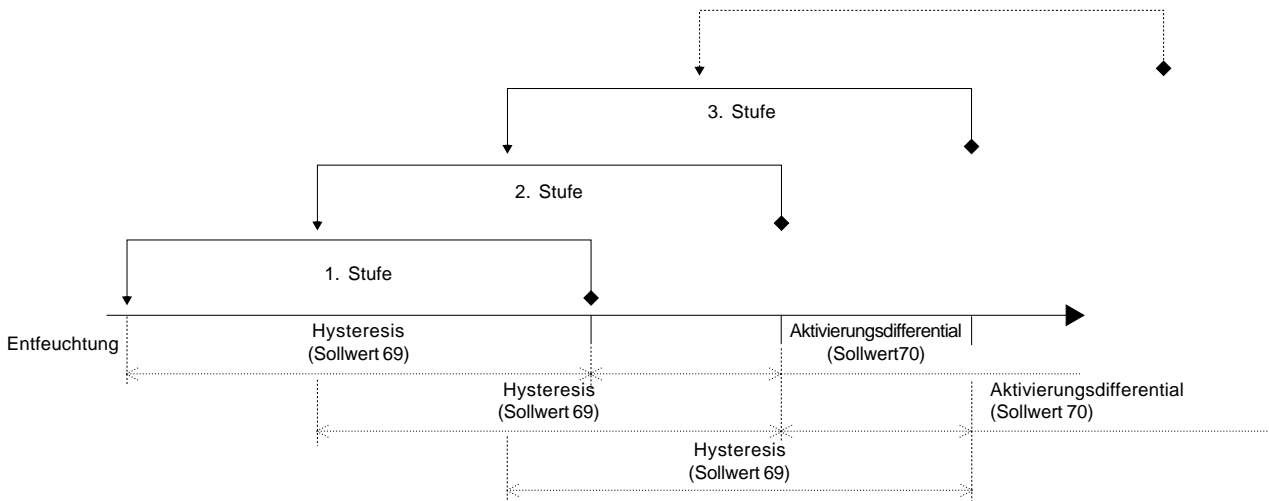 3. Stufe
2. Stufe
1. Stufe
Entfeuchtung
Hysteresis
(Sollwert 69)
Aktivierungsdifferential
(Sollwert70)
Hysteresis
(Sollwert 69)
Aktivierungsdifferential
(Sollwert 70)
Hysteresis
(Sollwert 69)